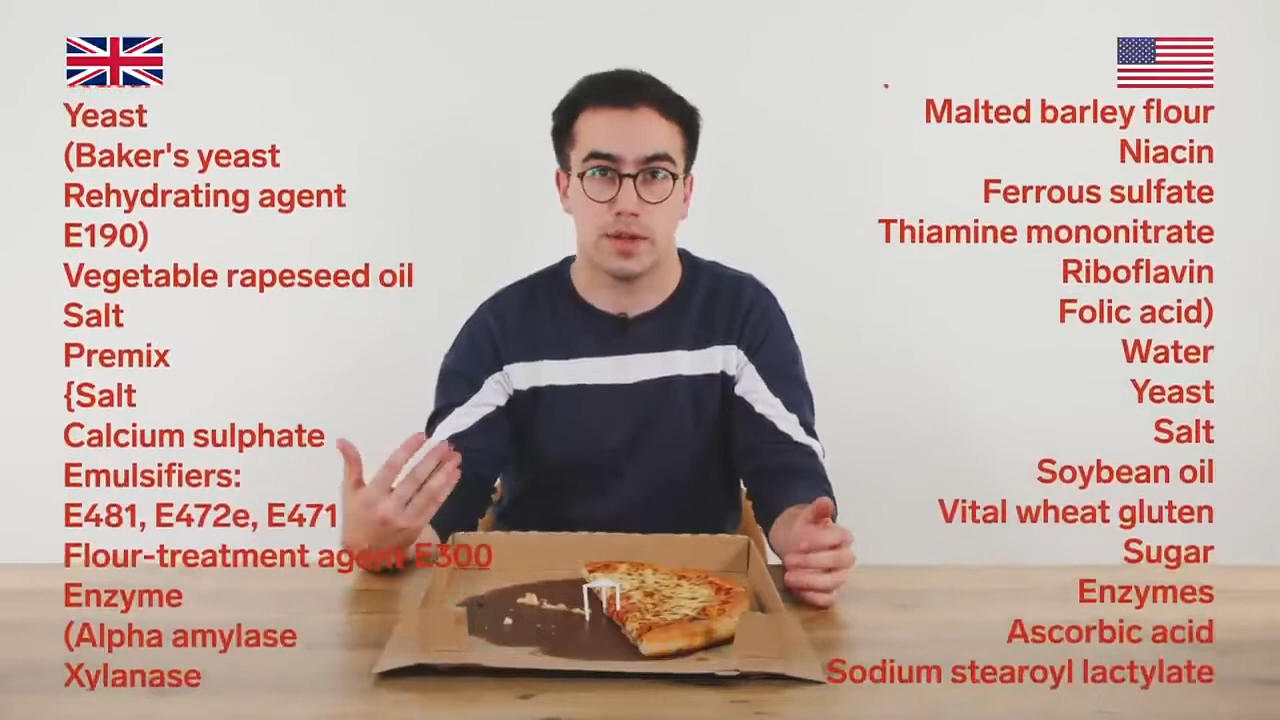 Yeast
(Baker's yeast
Rehydrating agent
E190)
Vegetable rapeseed oil
Salt
Premix
{Salt
Calcium sulphate
Emulsifiers:
E481, E472e, E471
Flour-treatment agent E300
Enzyme
(Alpha amylase
Xylanase
Malted barley flour
Niacin
Ferrous sulfate
Thiamine mononitrate
Riboflavin
Folic acid)
Water
Yeast
Salt
Soybean oil
Vital wheat gluten
Sugar
Enzymes
Ascorbic acid
Sodium stearoyl lactylate